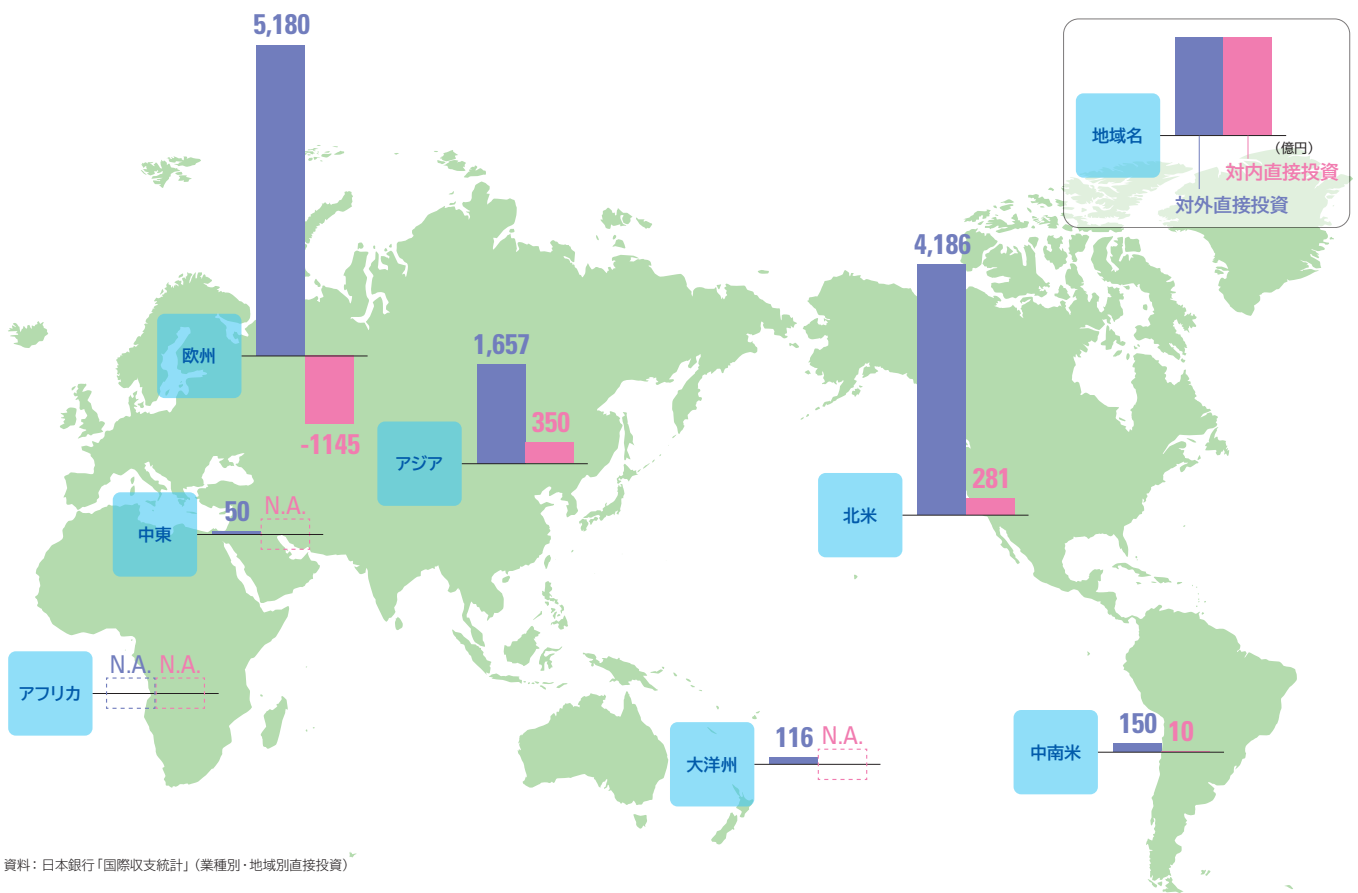 5,180
地域名
(億円)
対内直接投資
対外直接投資
4,186
欧州
-1145
1,657
350
アジア
281
北米
50
N.A.
中東
N.A.
N.A.
アフリカ
116
N.A.
大洋州
150
10
中南米
資料：日本銀行「国際収支統計」（業種別・地域別直接投資）